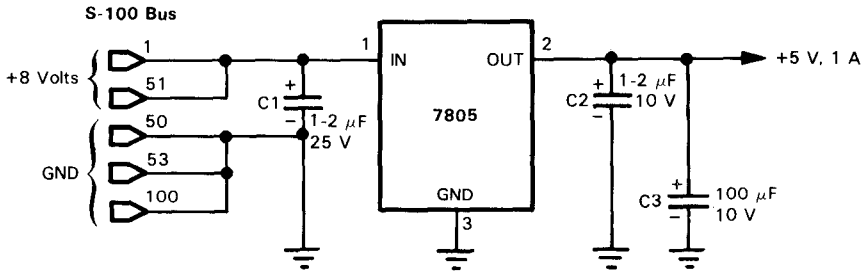 S-100 Bus
+8 Volts
1
51
50
53
100
GND
C1
+
−
1-2 μF
25 V
1
IN
OUT
2
7805
GND
3
C2
+
−
1-2 μF
10 V
C3
+
−
100 μF
10 V
+5 V, 1 A